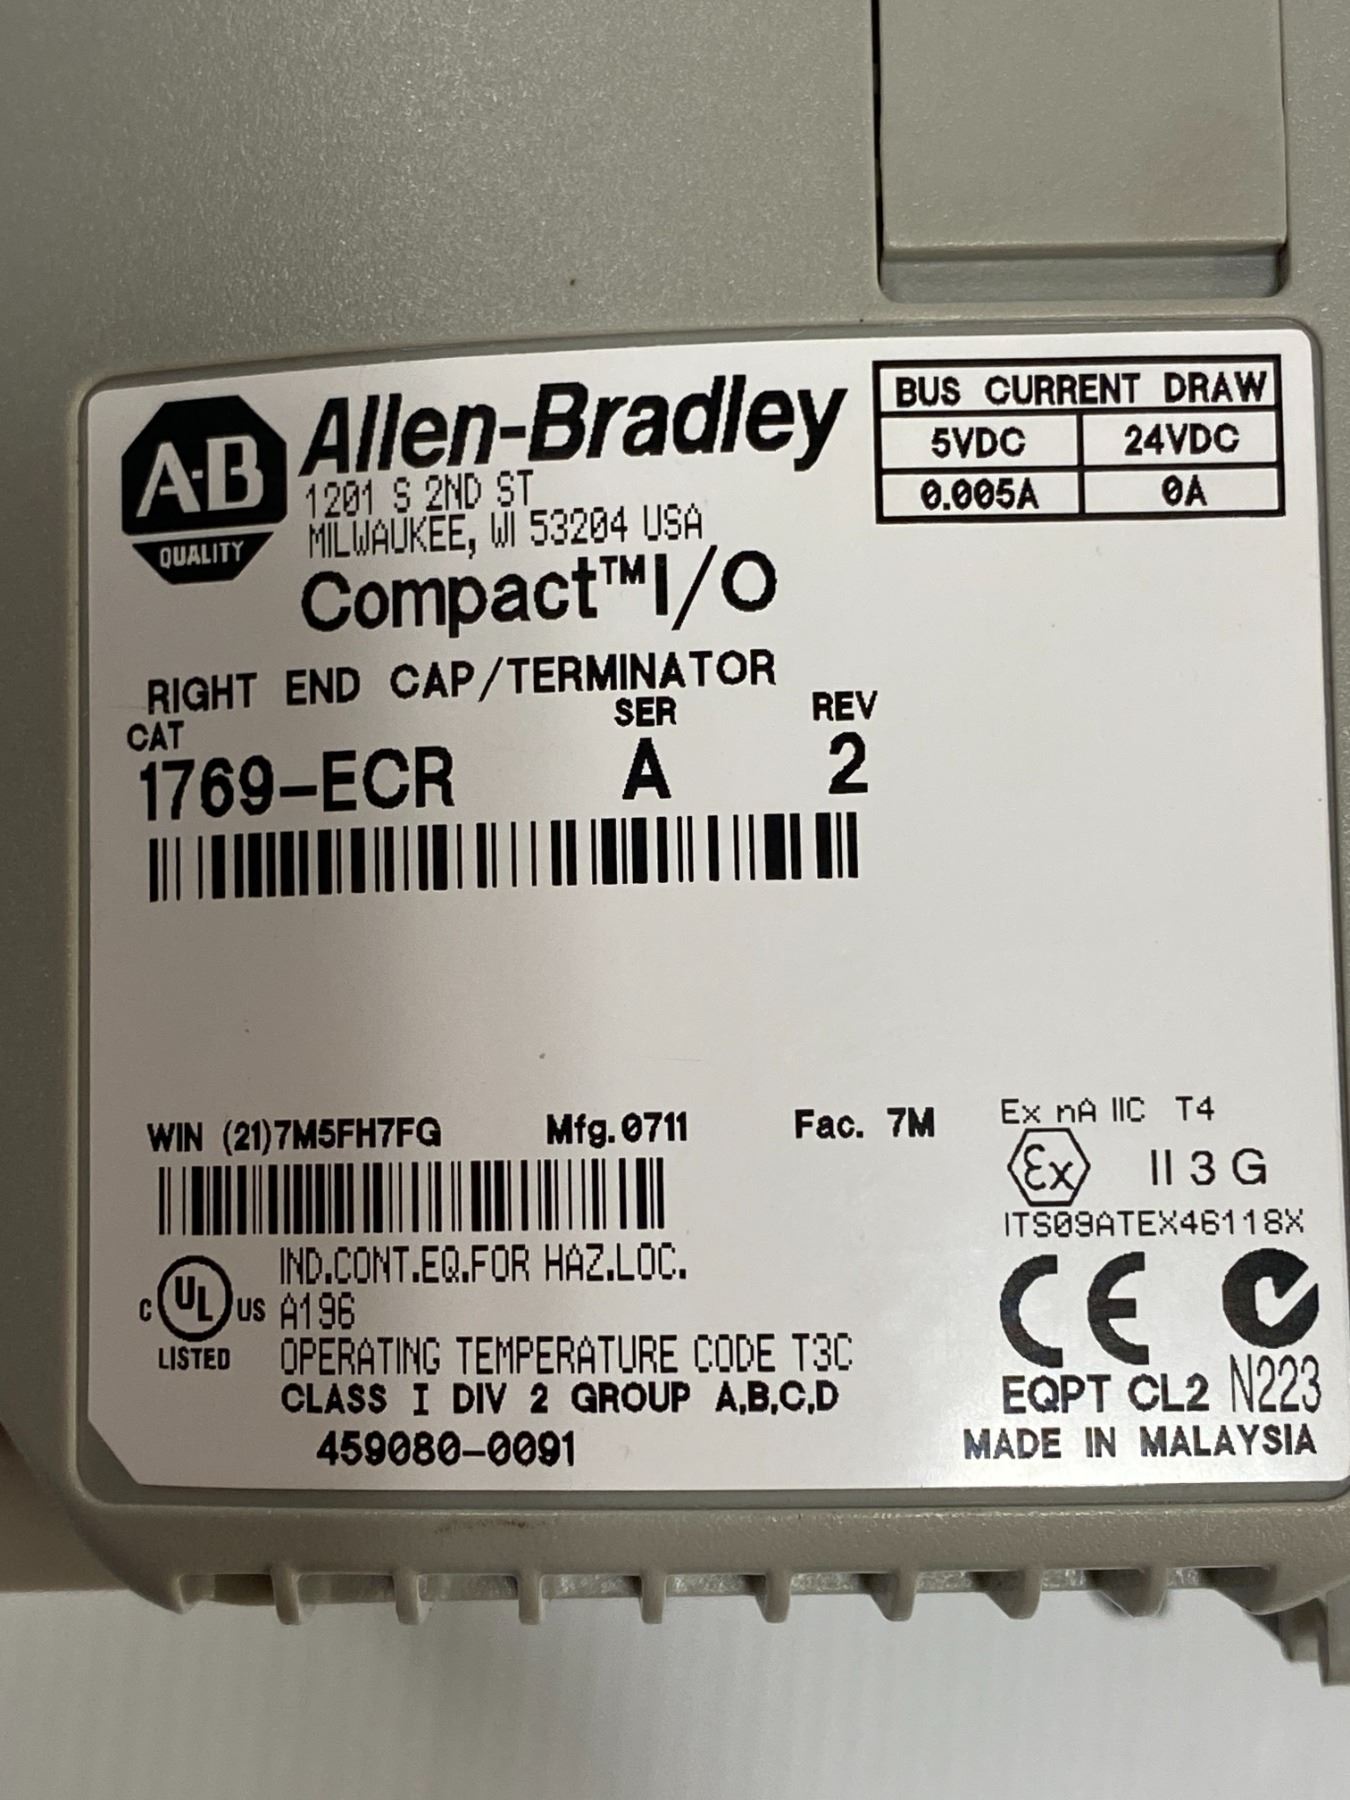 A-B
QUALITY
Allen-Bradley
1201 S 2ND ST
MILWAUKEE, WI 53204 USA
Compact™I/O
BUS CURRENT DRAW
5VDC 24VDC
0.005A 0A
RIGHT END CAP/TERMINATOR
CAT SER REV
1769-ECR A 2
WIN (21)7M5FH7FG Mfg.0711 Fac. 7M
Ex nA IIC T4
Ex II 3 G
ITS09ATEX46118X
IND.CONT.EQ.FOR HAZ.LOC.
C UL US A196
LISTED
OPERATING TEMPERATURE CODE T3C
CLASS I DIV 2 GROUP A,B,C,D
459080-0091
CE
EQPT CL2 N223
MADE IN MALAYSIA